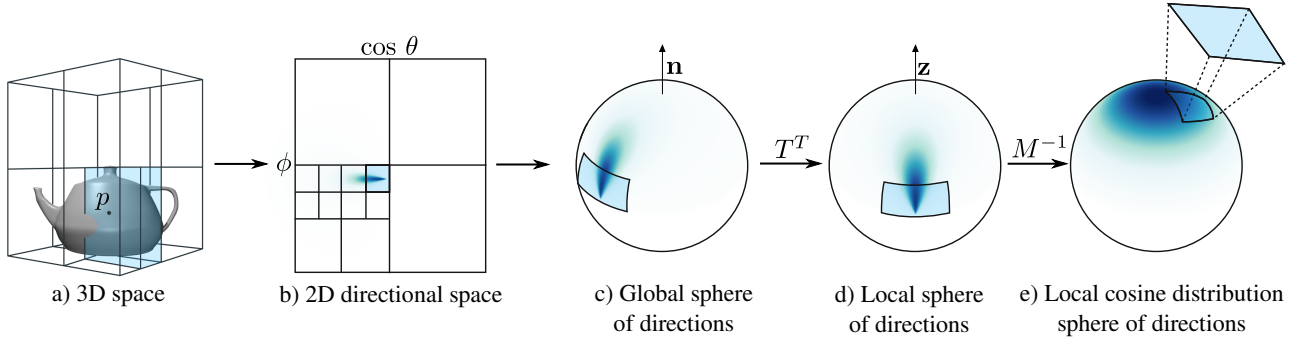 cos θ
n
z
ϕ
T^T
M^{-1}
p
a) 3D space
b) 2D directional space
c) Global sphere
of directions
d) Local sphere
of directions
e) Local cosine distribution
sphere of directions